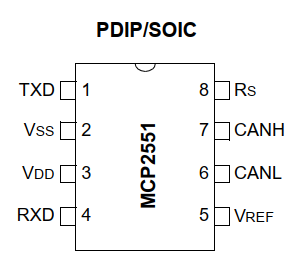 PDIP/SOIC
TXD 1 8 RS
VSS 2 7 CANH
VDD 3 6 CANL
RXD 4 5 VREF
MCP2551